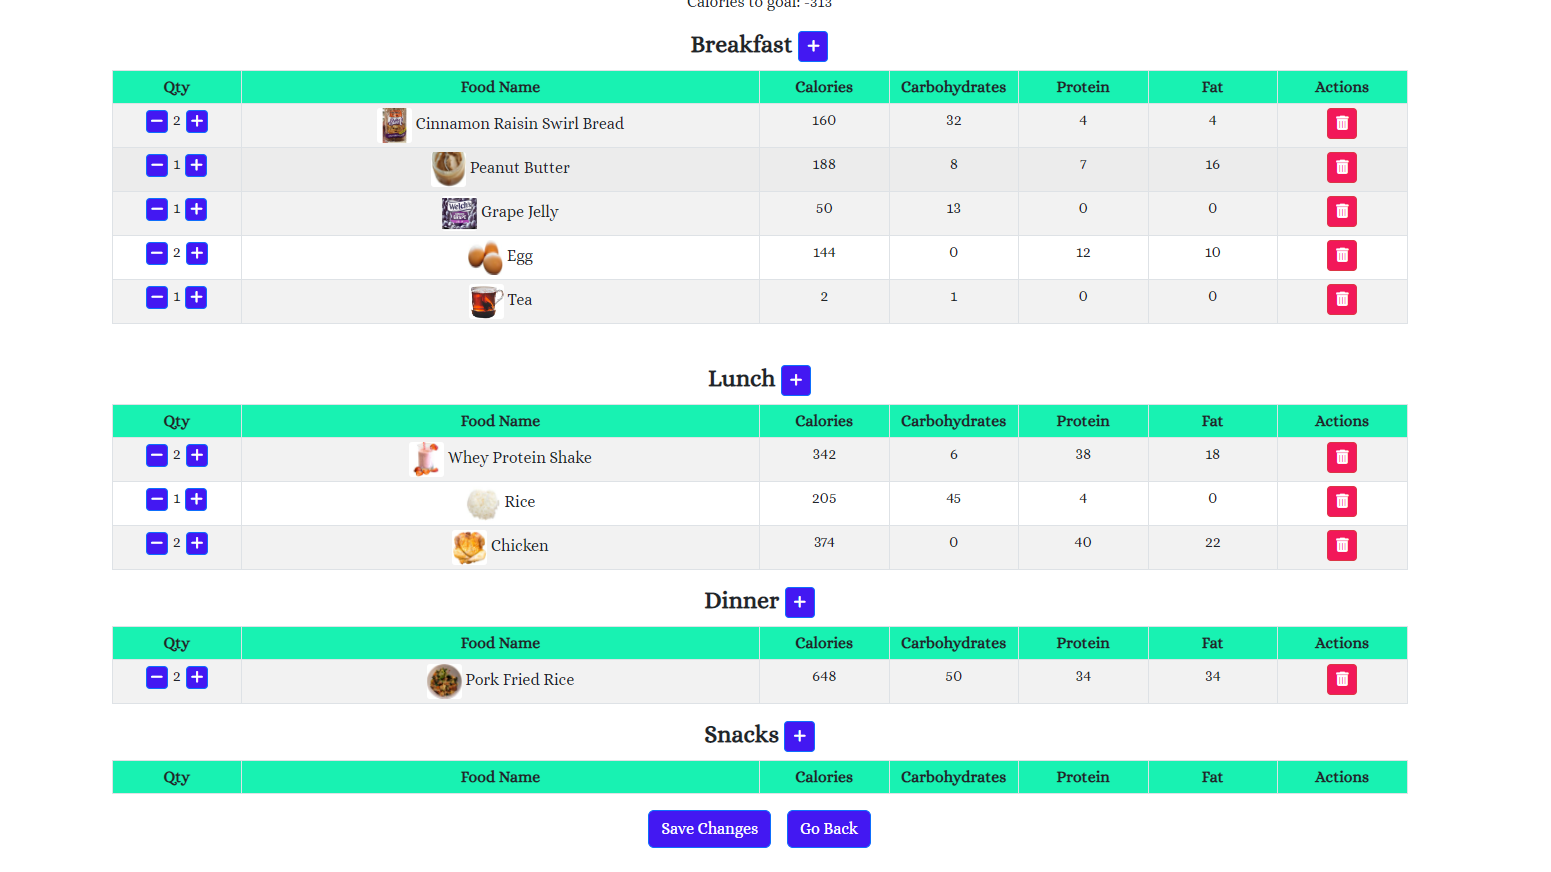 Calories to goal: -313
Breakfast +
Qty Food Name Calories Carbohydrates Protein Fat Actions
2 Cinnamon Raisin Swirl Bread 160 32 4 4
1 Peanut Butter 188 8 7 16
Welch's
1 Grape Jelly 50 13 0 0
2 Egg 144 0 12 10
1 Tea 2 1 0 0
Lunch +
Qty Food Name Calories Carbohydrates Protein Fat Actions
2 Whey Protein Shake 342 6 38 18
1 Rice 205 45 4 0
2 Chicken 374 0 40 22
Dinner +
Qty Food Name Calories Carbohydrates Protein Fat Actions
2 Pork Fried Rice 648 50 34 34
Snacks +
Qty Food Name Calories Carbohydrates Protein Fat Actions
Save Changes Go Back